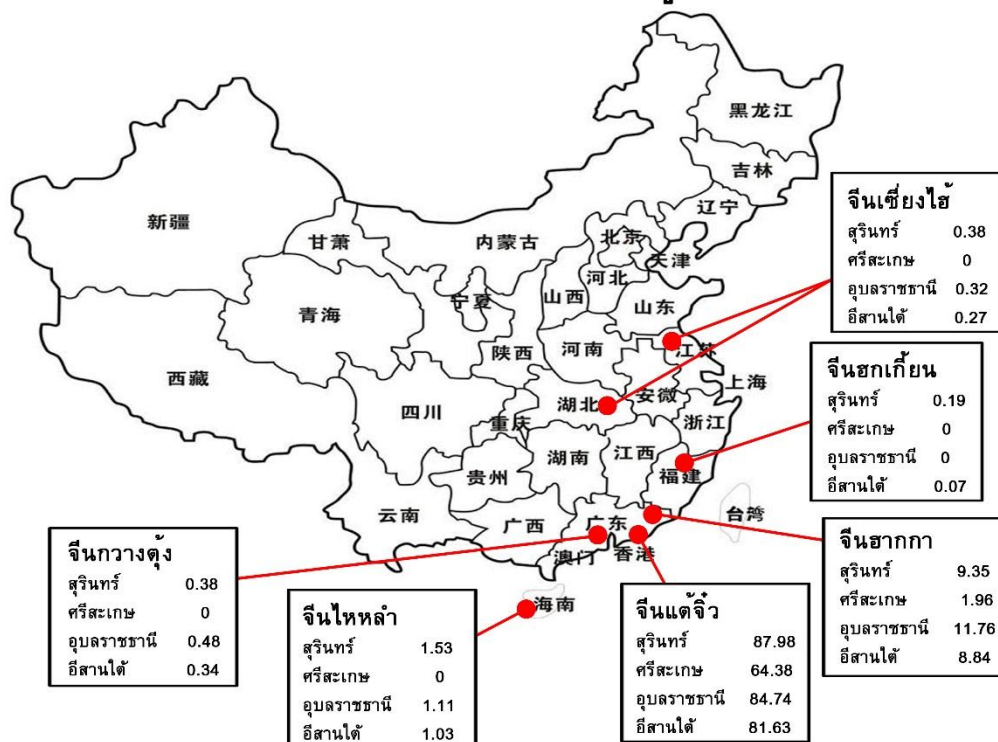 黑龙江
吉林
辽宁
新疆
甘萧
内蒙古
北京
天津
河北
山西
宁夏
山东
青海
陕西
河南
江苏
西藏
安微
上海
湖北
四川
重庆
浙江
湖南
江西
贵州
福建
云南
广西
广东
台湾
澳门
香港
海南
จีนเซี่ยงไฮ้
สุรินทร์ 0.38
ศรีสะเกษ 0
อุบลราชธานี 0.32
อีสานใต้ 0.27
จีนฮกเกี้ยน
สุรินทร์ 0.19
ศรีสะเกษ 0
อุบลราชธานี 0
อีสานใต้ 0.07
จีนกวางตุ้ง
สุรินทร์ 0.38
ศรีสะเกษ 0
อุบลราชธานี 0.48
อีสานใต้ 0.34
จีนไหหลำ
สุรินทร์ 1.53
ศรีสะเกษ 0
อุบลราชธานี 1.11
อีสานใต้ 1.03
จีนแต้จิ๋ว
สุรินทร์ 87.98
ศรีสะเกษ 64.38
อุบลราชธานี 84.74
อีสานใต้ 81.63
จีนฮากกา
สุรินทร์ 9.35
ศรีสะเกษ 1.96
อุบลราชธานี 11.76
อีสานใต้ 8.84